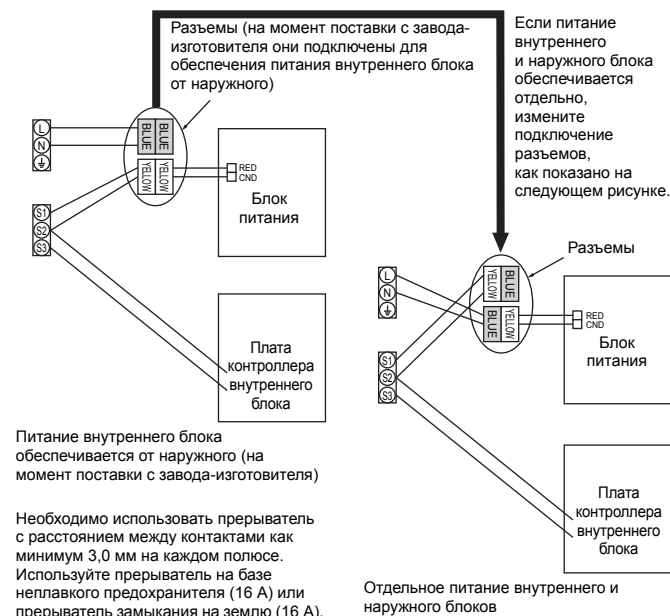 Разъемы (на момент поставки с завода-
изготовителя они подключены для
обеспечения питания внутреннего блока
от наружного)
Если питание
внутреннего
и наружного блока
обеспечивается
отдельно,
измените
подключение
разъемов,
как показано на
следующем рисунке.
L
N
BLUE BLUE
YELLOW YELLOW
RED
CND
Блок
питания
S1
S2
S3
Плата
контроллера
внутреннего
блока
Питание внутреннего блока
обеспечивается от наружного (на
момент поставки с завода-изготовителя)
Необходимо использовать прерыватель
с расстоянием между контактами как
минимум 3,0 мм на каждом полюсе.
Используйте прерыватель на базе
неплавкого предохранителя (16 А) или
прерыватель замыкания на землю (16 А).
Разъемы
L
N
YELLOW BLUE
BLUE YELLOW
RED
CND
Блок
питания
S1
S2
S3
Плата
контроллера
внутреннего
блока
Отдельное питание внутреннего и
наружного блоков